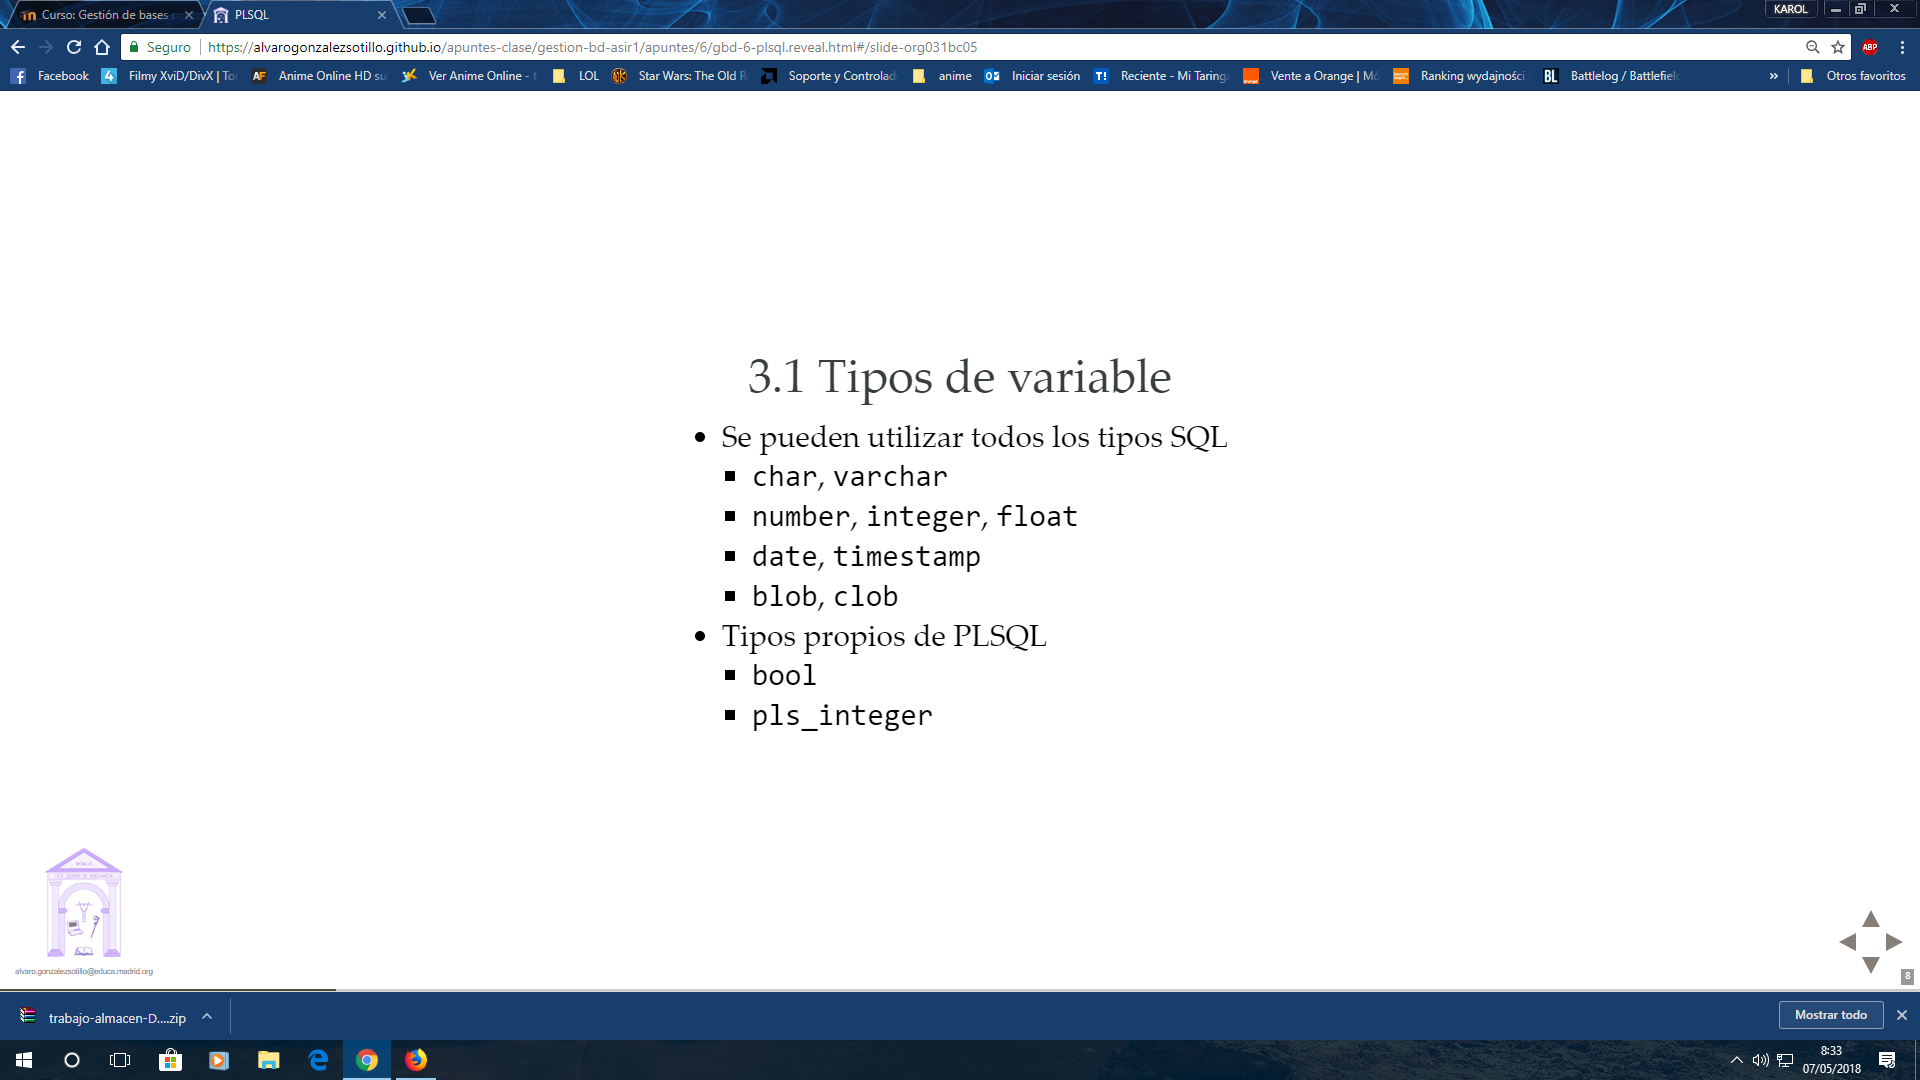 Curso: Gestión de bases
PLSQL
KAROL
Seguro
https://alvarogonzalezsotillo.github.io/apuntes-clase/gestion-bd-asir1/apuntes/6/gbd-6-plsql.reveal.html#/slide-org031bc05
ABP
Facebook
Filmy XviD/DivX | To
Anime Online HD su
Ver Anime Online -
LOL
Star Wars: The Old R
Soporte y Controlad
anime
Iniciar sesión
Reciente - Mi Taringa
Vente a Orange | Mó
Ranking wydajności
BL
Battlelog / Battlefiel
»
Otros favoritos
3.1 Tipos de variable
Se pueden utilizar todos los tipos SQL
char, varchar
number, integer, float
date, timestamp
blob, clob
Tipos propios de PLSQL
bool
pls_integer
alvaro.gonzalezsotillo@educa.madrid.org
8
trabajo-almacen-D....zip
Mostrar todo
8:33
07/05/2018